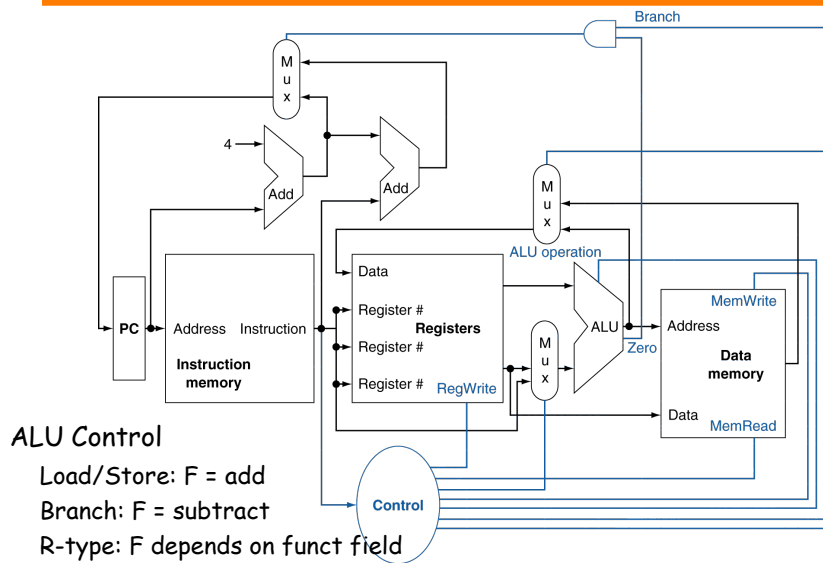 Branch
M
u
x
4
Add
Add
M
u
x
ALU operation
Data
Register #
Registers
Register #
Register #
RegWrite
PC
Address
Instruction
Instruction
memory
M
u
x
ALU
Zero
MemWrite
Address
Data
memory
Data
MemRead
Control
ALU Control
Load/Store: F = add
Branch: F = subtract
R-type: F depends on funct field